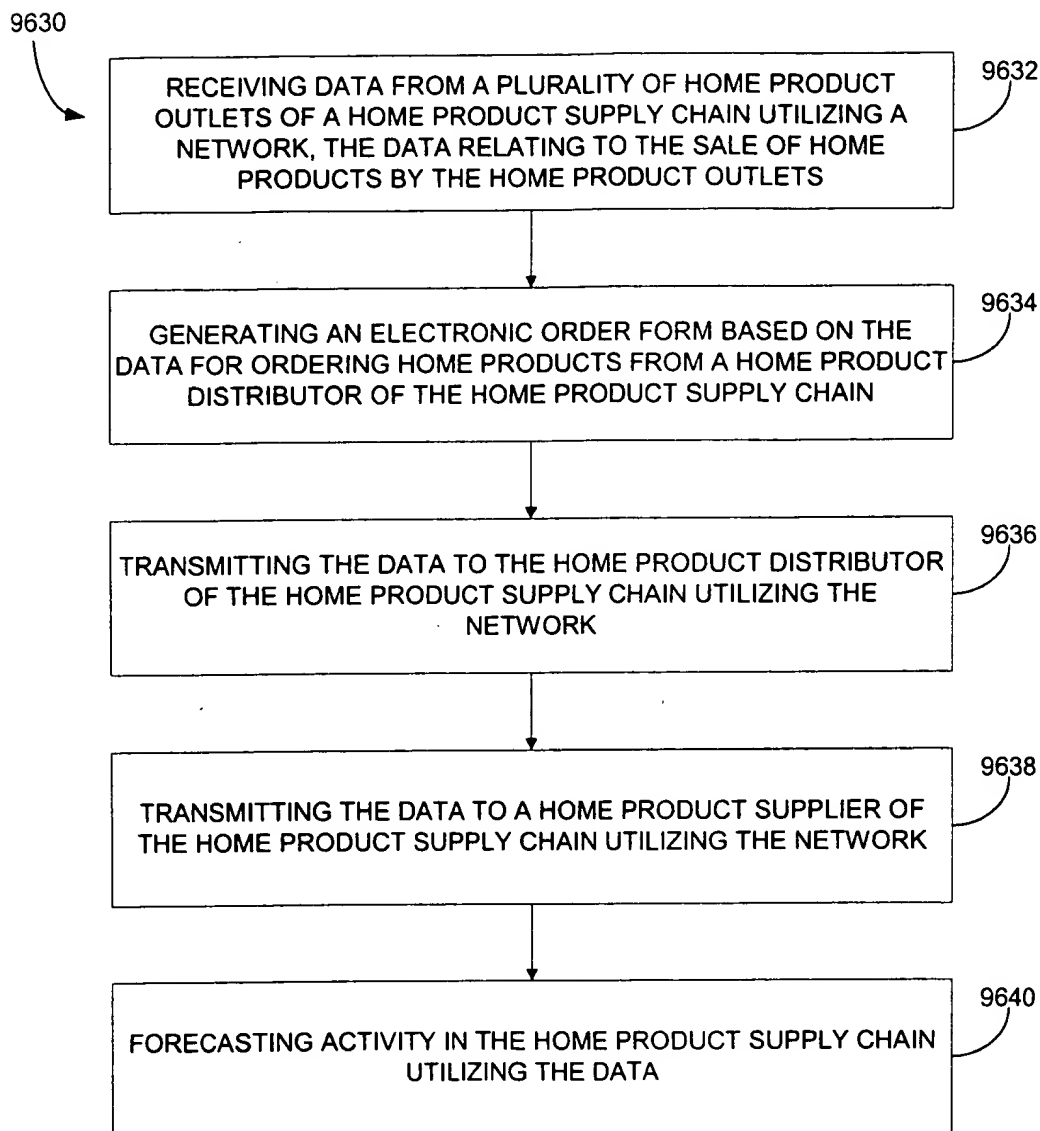 9630
RECEIVING DATA FROM A PLURALITY OF HOME PRODUCT
OUTLETS OF A HOME PRODUCT SUPPLY CHAIN UTILIZING A
NETWORK, THE DATA RELATING TO THE SALE OF HOME
PRODUCTS BY THE HOME PRODUCT OUTLETS
9632
GENERATING AN ELECTRONIC ORDER FORM BASED ON THE
DATA FOR ORDERING HOME PRODUCTS FROM A HOME PRODUCT
DISTRIBUTOR OF THE HOME PRODUCT SUPPLY CHAIN
9634
TRANSMITTING THE DATA TO THE HOME PRODUCT DISTRIBUTOR
OF THE HOME PRODUCT SUPPLY CHAIN UTILIZING THE
NETWORK
9636
TRANSMITTING THE DATA TO A HOME PRODUCT SUPPLIER OF
THE HOME PRODUCT SUPPLY CHAIN UTILIZING THE NETWORK
9638
FORECASTING ACTIVITY IN THE HOME PRODUCT SUPPLY CHAIN
UTILIZING THE DATA
9640